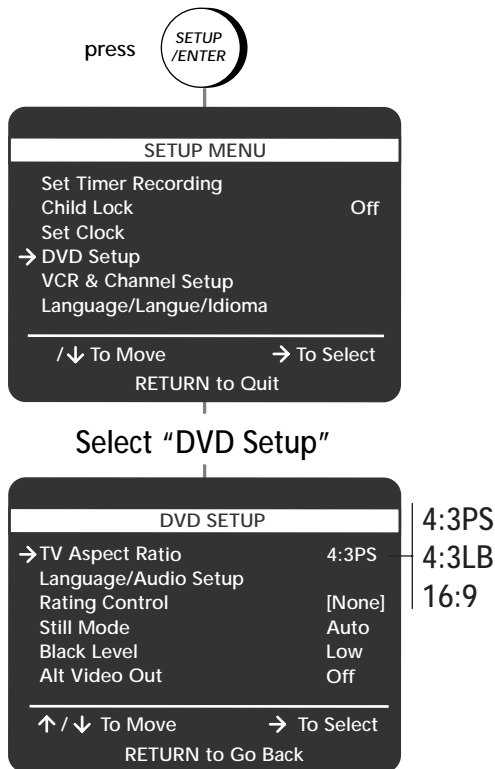 press SETUP /ENTER
SETUP MENU
Set Timer Recording
Child Lock Off
Set Clock
→ DVD Setup
VCR & Channel Setup
Language/Langue/Idioma
/↓ To Move → To Select
RETURN to Quit
Select "DVD Setup"
DVD SETUP
→TV Aspect Ratio 4:3PS
Language/Audio Setup
Rating Control [None]
Still Mode Auto
Black Level Low
Alt Video Out Off
↑/↓ To Move → To Select
RETURN to Go Back
4:3PS
4:3LB
16:9